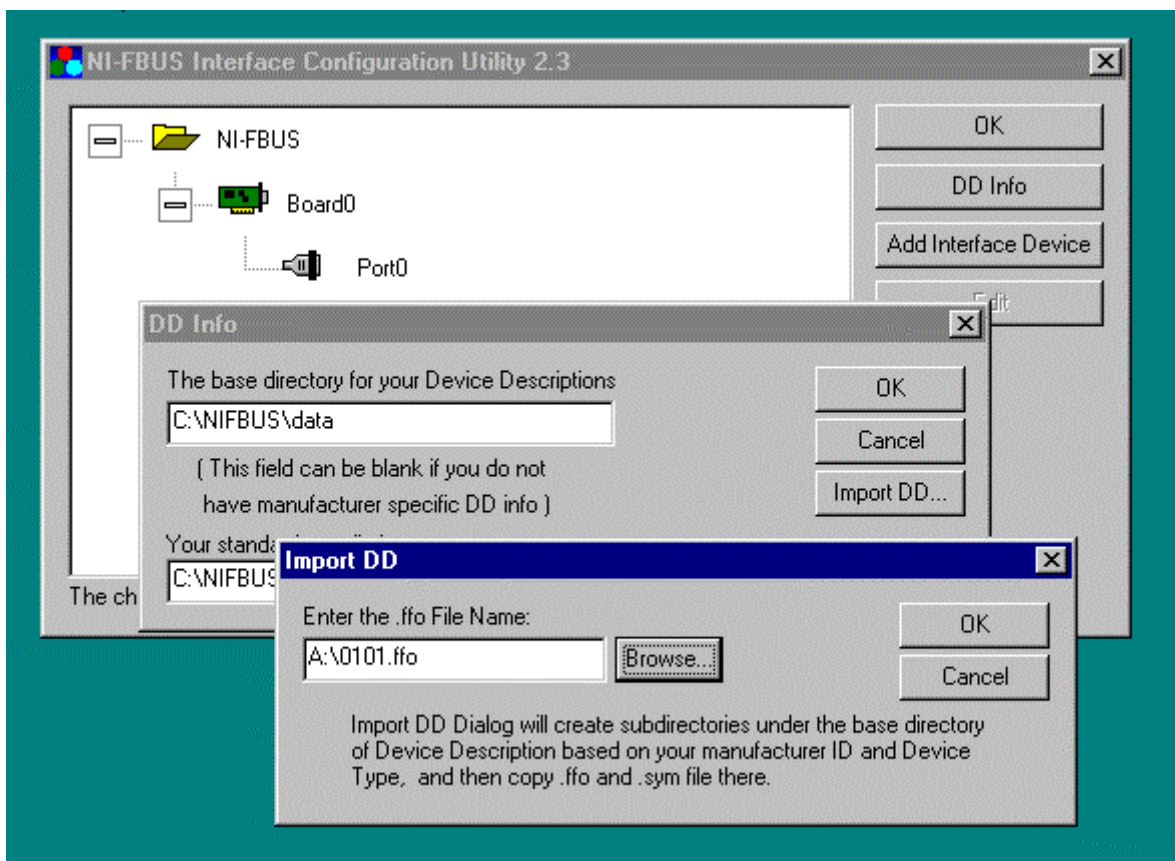 NI-FBUS Interface Configuration Utility 2.3
NI-FBUS
Board0
Port0
OK
DD Info
Add Interface Device
Edit
The ch
DD Info
The base directory for your Device Descriptions
C:\NIFBUS\data
( This field can be blank if you do not
have manufacturer specific DD info )
OK
Cancel
Import DD...
Your standa
C:\NIFBUS
Import DD
Enter the .ffo File Name:
A:\0101.ffo
Browse...
OK
Cancel
Import DD Dialog will create subdirectories under the base directory
of Device Description based on your manufacturer ID and Device
Type,  and then copy .ffo and .sym file there.